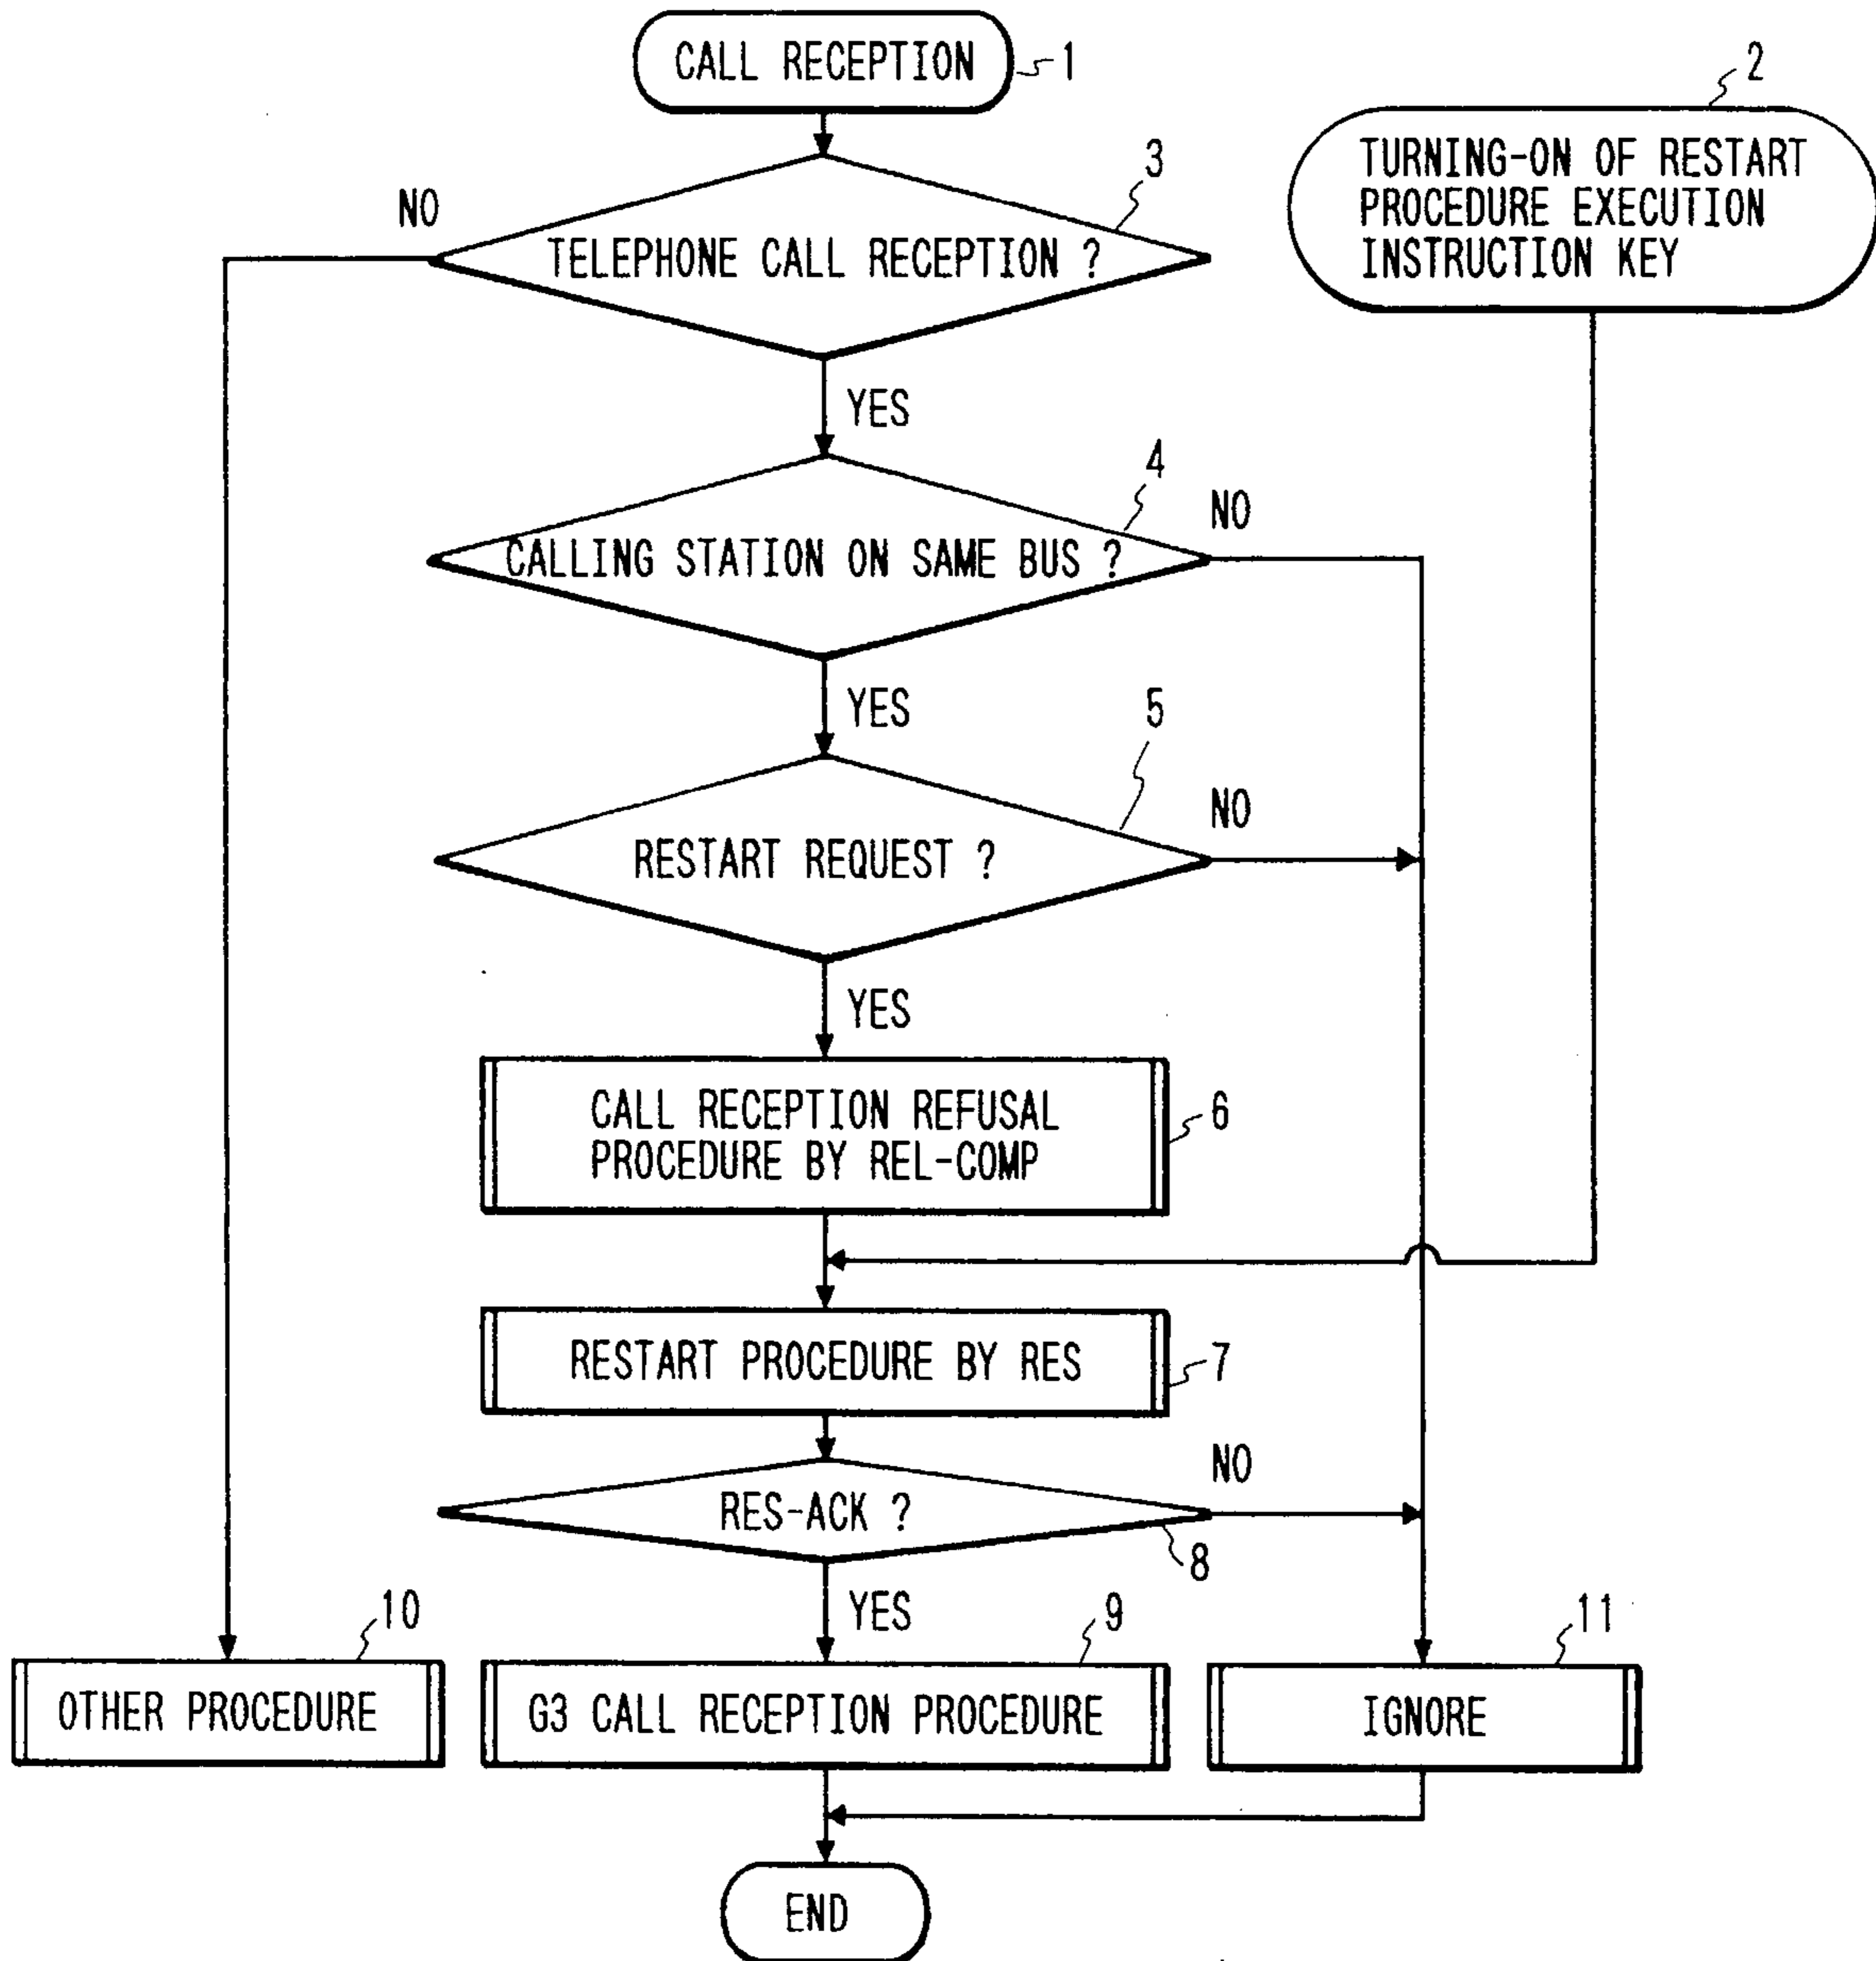 CALL RECEPTION
1
2
TURNING-ON OF RESTART
PROCEDURE EXECUTION
INSTRUCTION KEY
3
NO
TELEPHONE CALL RECEPTION ?
YES
4
NO
CALLING STATION ON SAME BUS ?
YES
5
NO
RESTART REQUEST ?
YES
CALL RECEPTION REFUSAL
PROCEDURE BY REL-COMP
6
RESTART PROCEDURE BY RES
7
NO
RES-ACK ?
8
YES
10
9
11
OTHER PROCEDURE
G3 CALL RECEPTION PROCEDURE
IGNORE
END